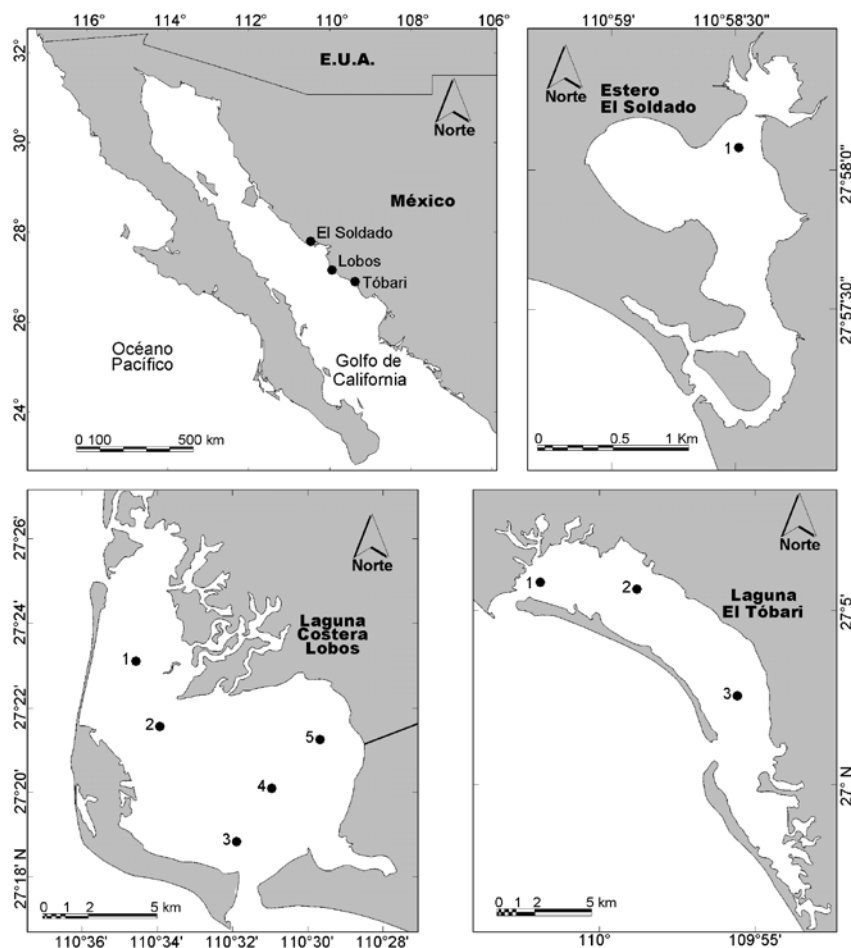 116° 114° 112° 110° 108° 106°
32°
30°
28°
26°
24°
E.U.A.
Norte
México
El Soldado
Lobos
Tóbari
Océano
Pacífico
Golfo de
California
0 100 500 km
110°59' 110°58'30"
Norte
Estero
El Soldado
1
27°58'0"
27°57'30"
0 0.5 1 Km
27°26'
27°24'
27°22'
27°20'
27°18' N
Norte
Laguna
Costera
Lobos
1
2
5
4
3
0 1 2 5 km
110°36' 110°34' 110°32' 110°30' 110°28'
Norte
1
2
Laguna
El Tóbari
3
27°5'
27° N
0 1 2 5 km
110° 109°55'